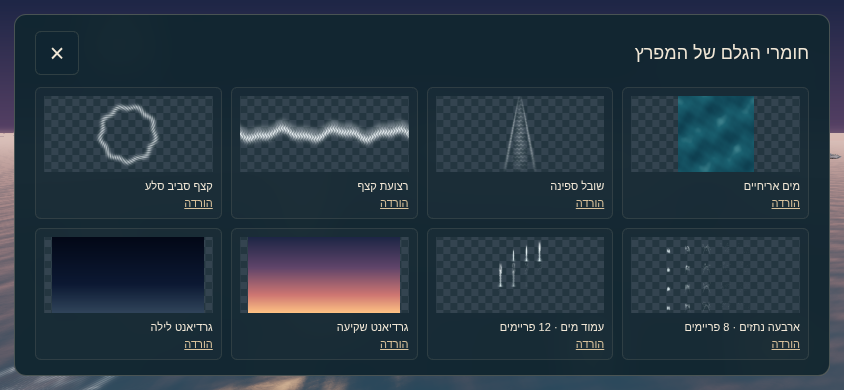 חומרי הגלם של המפרץ
✕
מים אריחיים
הורדה
שובל ספינה
הורדה
רצועת קצף
הורדה
קצף סביב סלע
הורדה
ארבעה נתזים · 8 פריימים
הורדה
עמוד מים · 12 פריימים
הורדה
גרדיאנט שקיעה
הורדה
גרדיאנט לילה
הורדה